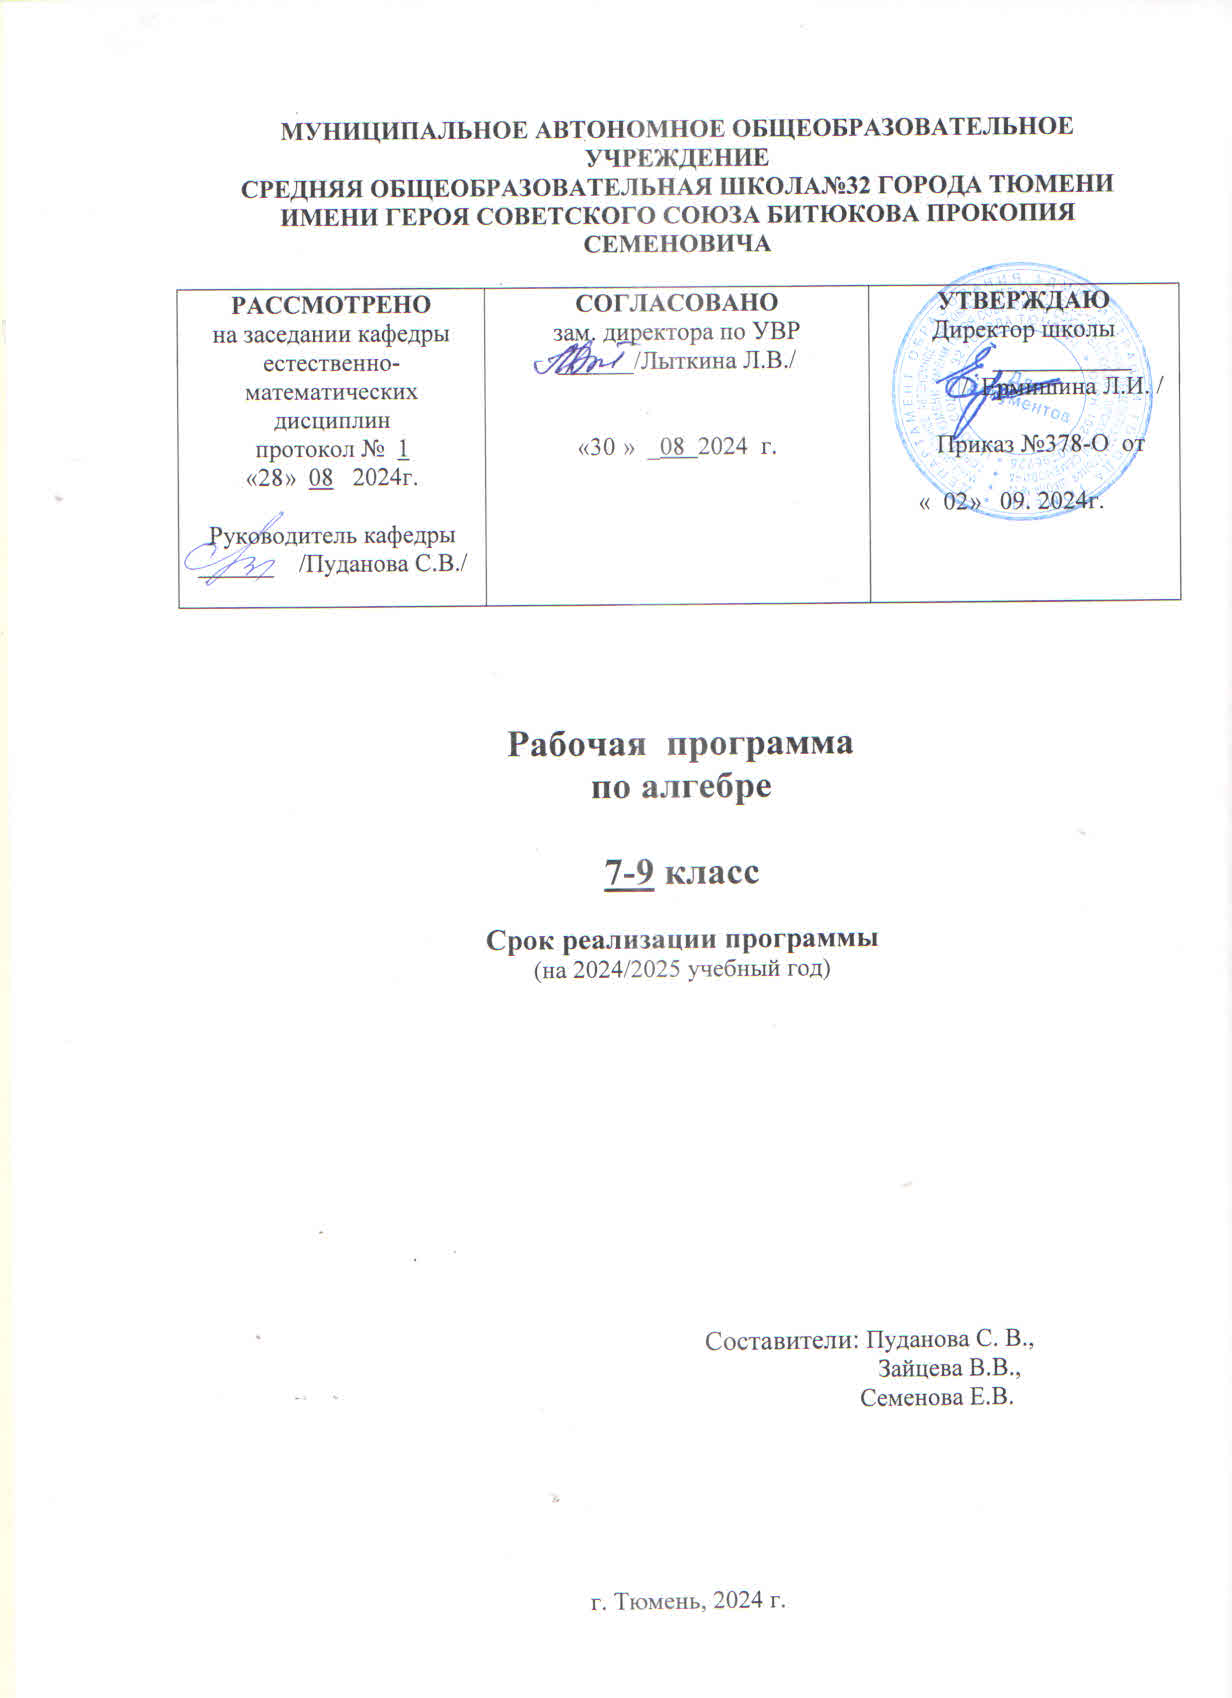 МУНИЦИПАЛЬНОЕ АВТОНОМНОЕ ОБЩЕОБРАЗОВАТЕЛЬНОЕ
УЧРЕЖДЕНИЕ
СРЕДНЯЯ ОБЩЕОБРАЗОВАТЕЛЬНАЯ ШКОЛА№32 ГОРОДА ТЮМЕНИ
ИМЕНИ ГЕРОЯ СОВЕТСКОГО СОЮЗА БИТЮКОВА ПРОКОПИЯ
СЕМЕНОВИЧА
РАССМОТРЕНО
на заседании кафедры
естественно-
математических
дисциплин
протокол № 1
«28» 08 2024г.
Руководитель кафедры
/Пуданова С.В./
СОГЛАСОВАНО
зам. директора по УВР
/Лыткина Л.В./
«30 » 08 2024 г.
УТВЕРЖДАЮ
Директор школы
/ Ермишина Л.И. /
Приказ №378-О от
« 02» 09. 2024г.
Рабочая программа
по алгебре
7-9 класс
Срок реализации программы
(на 2024/2025 учебный год)
Составители: Пуданова С. В.,
Зайцева В.В.,
Семенова Е.В.
г. Тюмень, 2024 г.